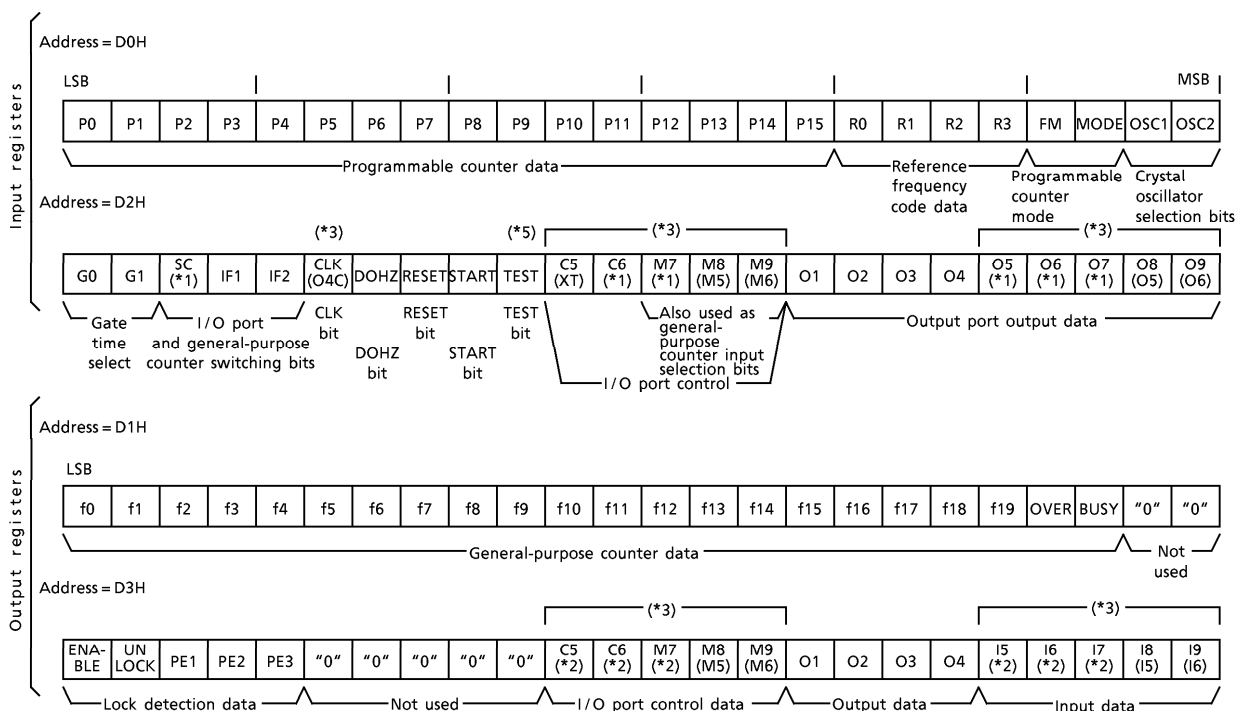 Input registers
Address=D0H
LSB MSB
P0 P1 P2 P3 P4 P5 P6 P7 P8 P9 P10 P11 P12 P13 P14 P15 R0 R1 R2 R3 FM MODE OSC1 OSC2
Programmable counter data
Reference
frequency
code data
Programmable
counter
mode
Crystal
oscillator
selection bits
Address=D2H
(*3) (*5) (*3) (*3)
G0 G1 SC (*1) IF1 IF2 CLK (O4C) DOHZ RESET START TEST C5 (XT) C6 (*1) M7 (*1) M8 (M5) M9 (M6) O1 O2 O3 O4 O5 (*1) O6 (*1) O7 (*1) O8 (O5) O9 (O6)
Gate
time
select
I/O port
and general-purpose
counter switching bits
CLK
bit
DOHZ
bit
RESET
bit
START
bit
TEST
bit
Also used as
general-
purpose
counter input
selection bits
I/O port control
Output port output data
Output registers
Address=D1H
LSB
f0 f1 f2 f3 f4 f5 f6 f7 f8 f9 f10 f11 f12 f13 f14 f15 f16 f17 f18 f19 OVER BUSY "0" "0"
General-purpose counter data
Not
used
Address=D3H
(*3) (*3)
ENA-BLE UN LOCK PE1 PE2 PE3 "0" "0" "0" "0" "0" C5 (*2) C6 (*2) M7 (*2) M8 (M5) M9 (M6) O1 O2 O3 O4 I5 (*2) I6 (*2) I7 (*2) I8 (I5) I9 (I6)
Lock detection data
Not used
I/O port control data
Output data
Input data